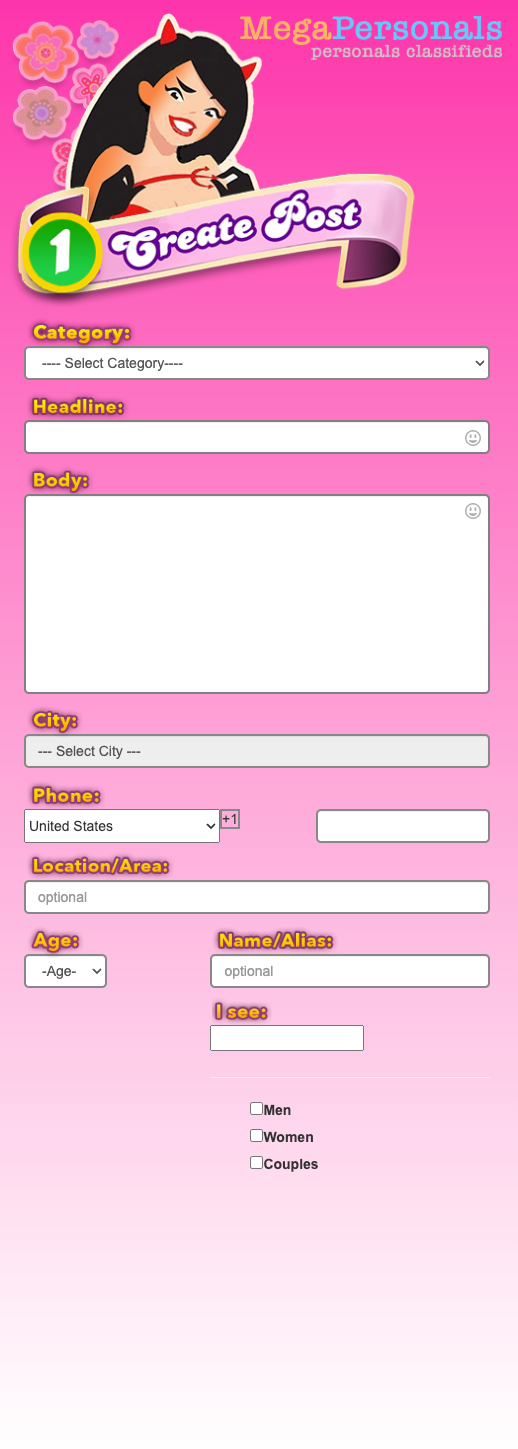 MegaPersonals
personals classifieds
1 Create Post
Category:
---- Select Category----
Headline:
Body:
City:
--- Select City ---
Phone:
United States +1
Location/Area:
optional
Age: Name/Alias:
-Age- optional
I see:
Men
Women
Couples